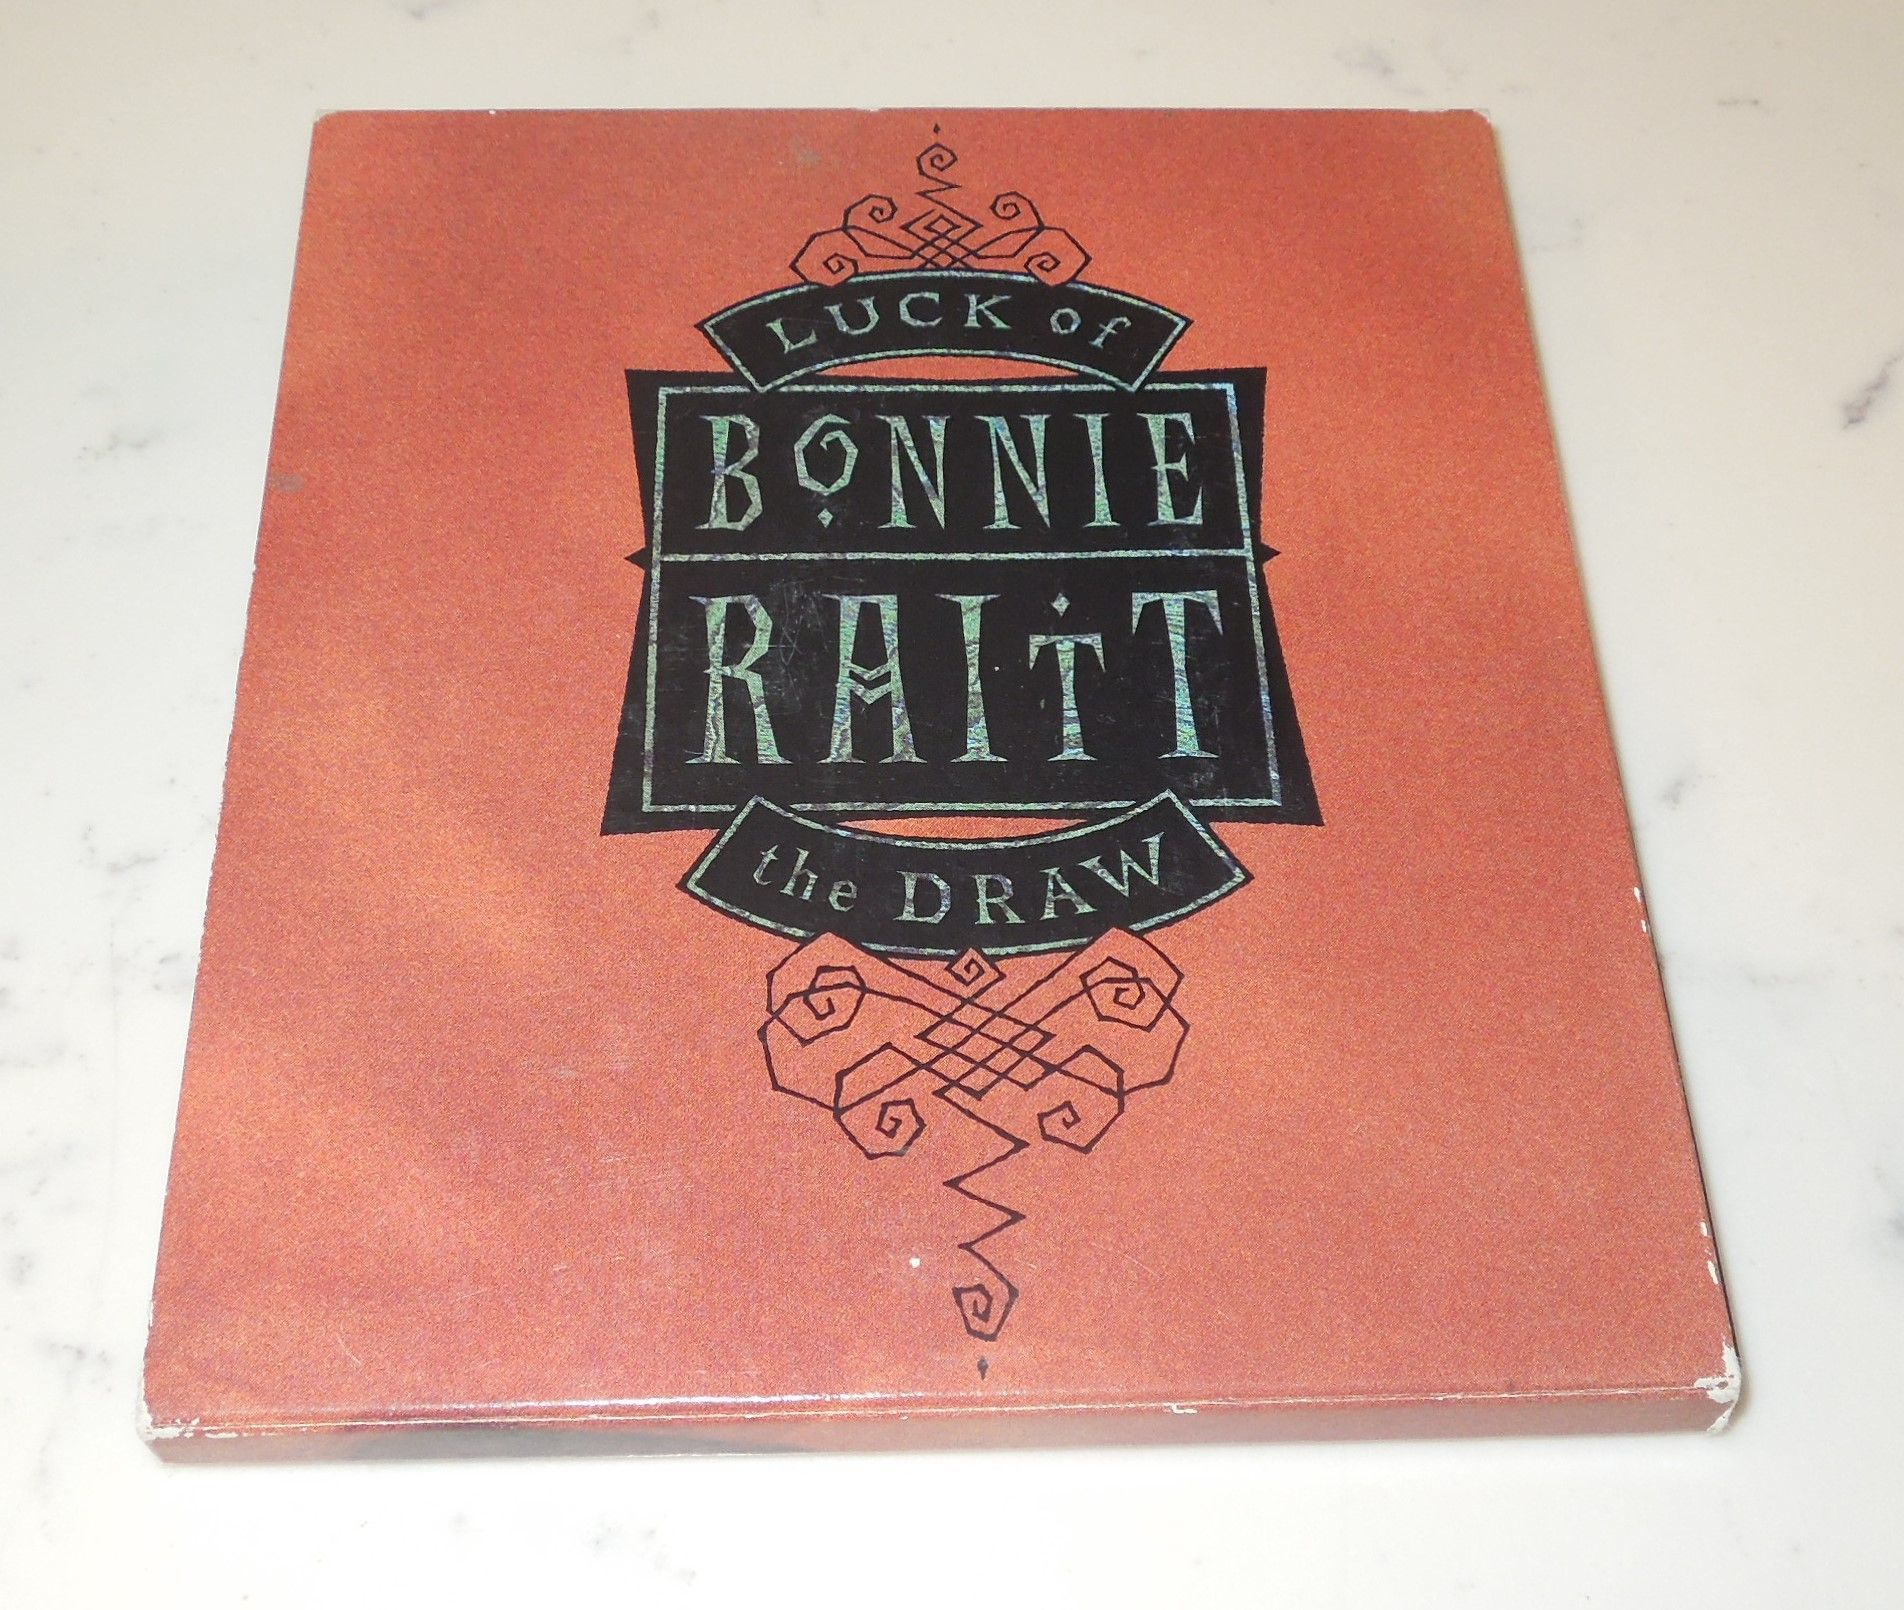 LUCK of
BONNIE
RAITT
the DRAW